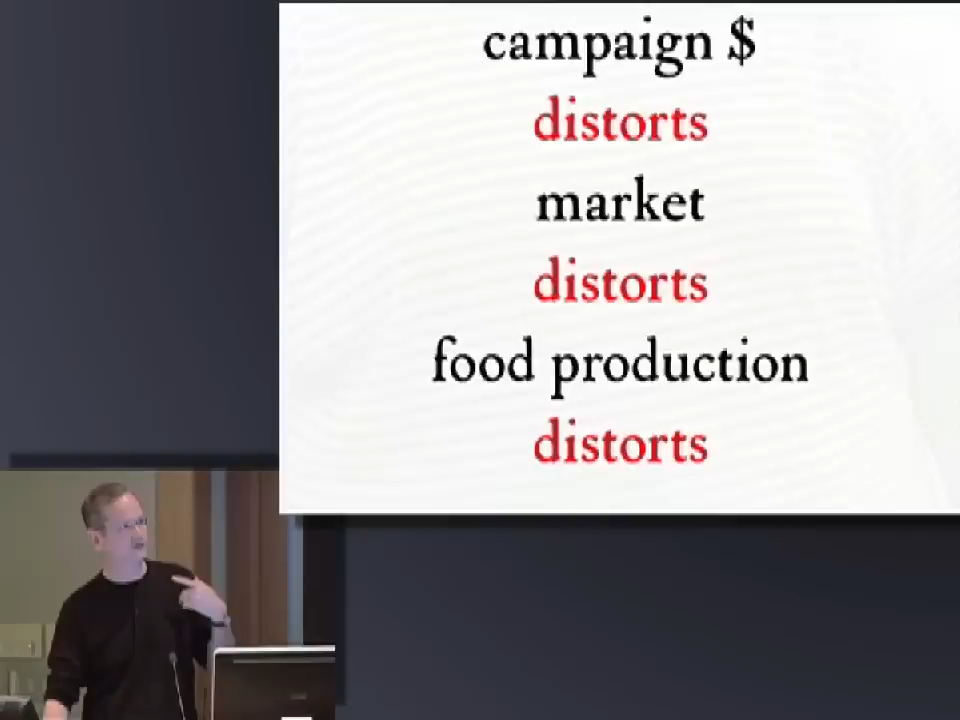 campaign $
distorts
market
distorts
food production
distorts